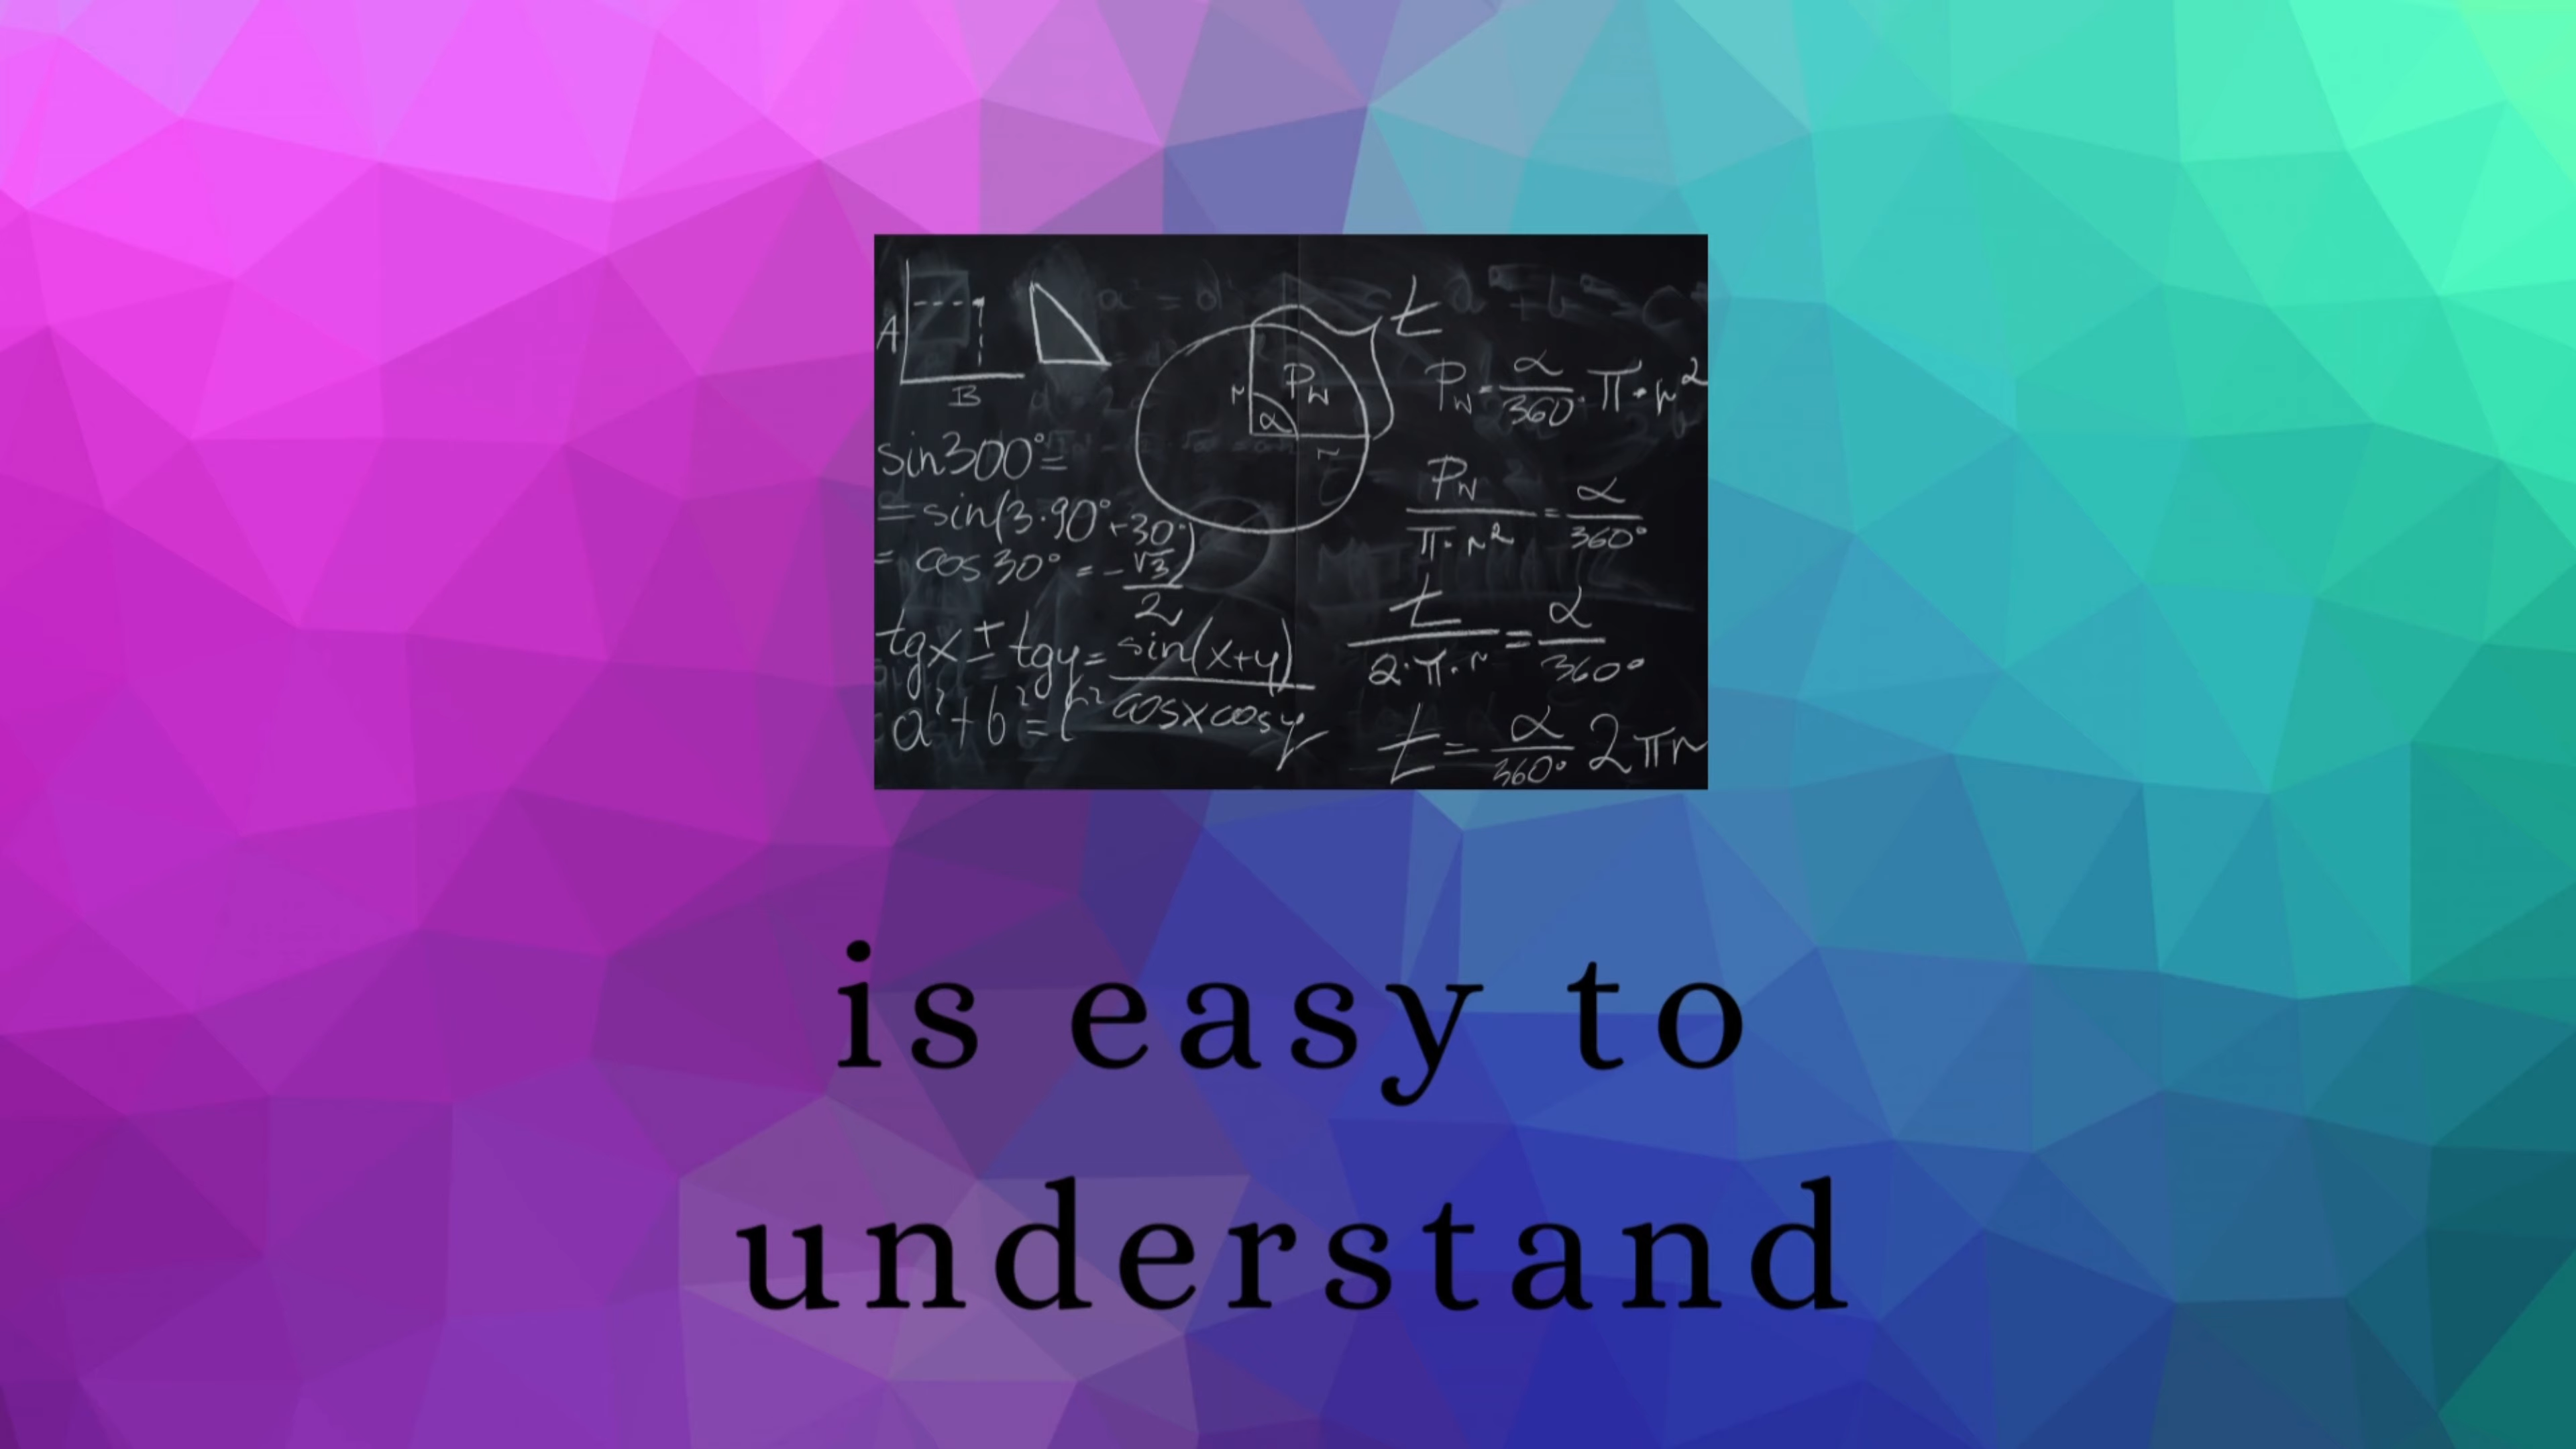 A
B
t
r
P_W
α
r
P_W = α/360° · π · r²
sin300° =
= sin(3·90° + 30°)
= cos 30° = - √3/2
P_W/π·r² = α/360°
t/2·π·r = α/360°
tgx ± tgy = sin(x+y)/cosxcosy
a² + b² = c²
t = α/360° 2πr
is easy to
understand